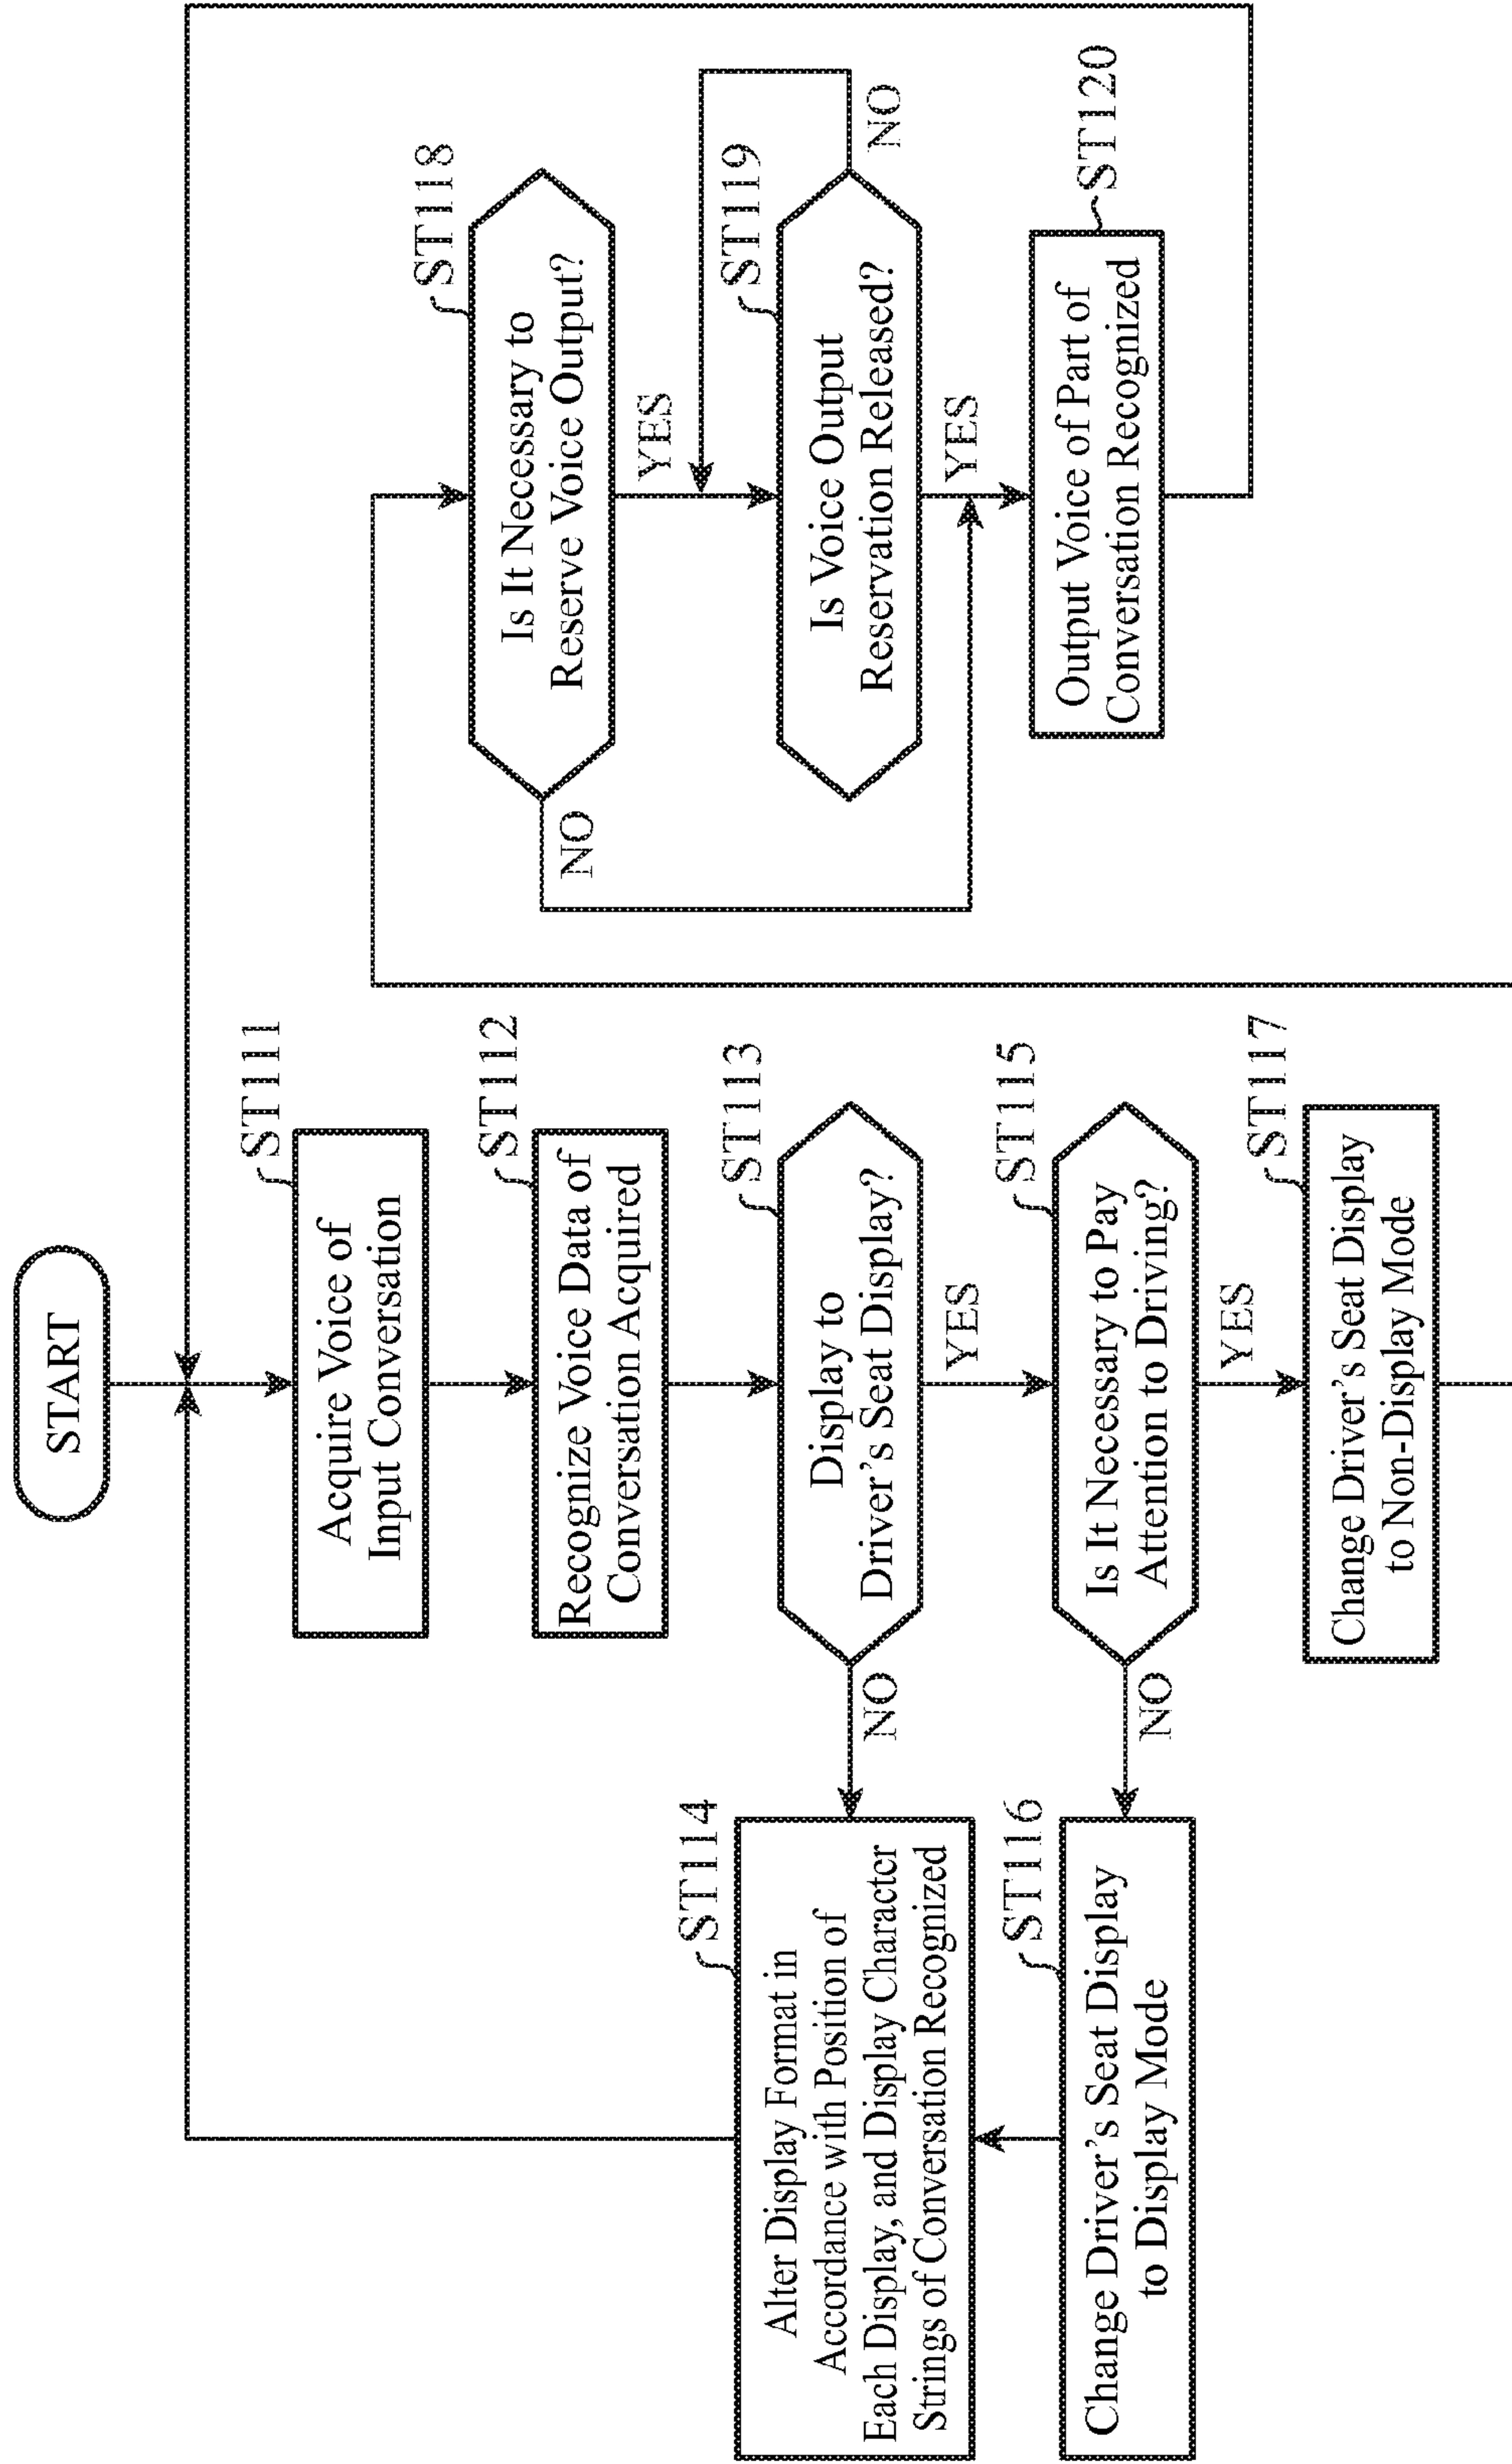 START
ST111
Acquire Voice of
Input Conversation
ST112
Recognize Voice Data of
Conversation Acquired
ST113
Display to
Driver's Seat Display?
NO
YES
ST114
Alter Display Format in
Accordance with Position of
Each Display, and Display Character
Strings of Conversation Recognized
ST115
Is It Necessary to Pay
Attention to Driving?
NO
YES
ST116
Change Driver's Seat Display
to Display Mode
ST117
Change Driver's Seat Display
to Non-Display Mode
ST118
Is It Necessary to
Reserve Voice Output?
NO
YES
ST119
Is Voice Output
Reservation Released?
NO
YES
ST120
Output Voice of Part of
Conversation Recognized